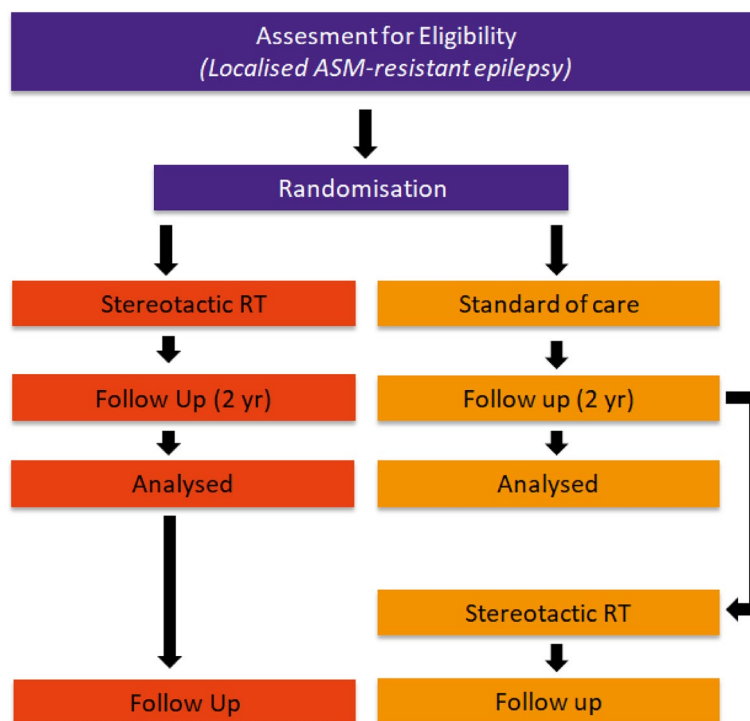 Assesment for Eligibility
(Localised ASM-resistant epilepsy)
Randomisation
Stereotactic RT
Standard of care
Follow Up (2 yr)
Follow up (2 yr)
Analysed
Analysed
Stereotactic RT
Follow Up
Follow up